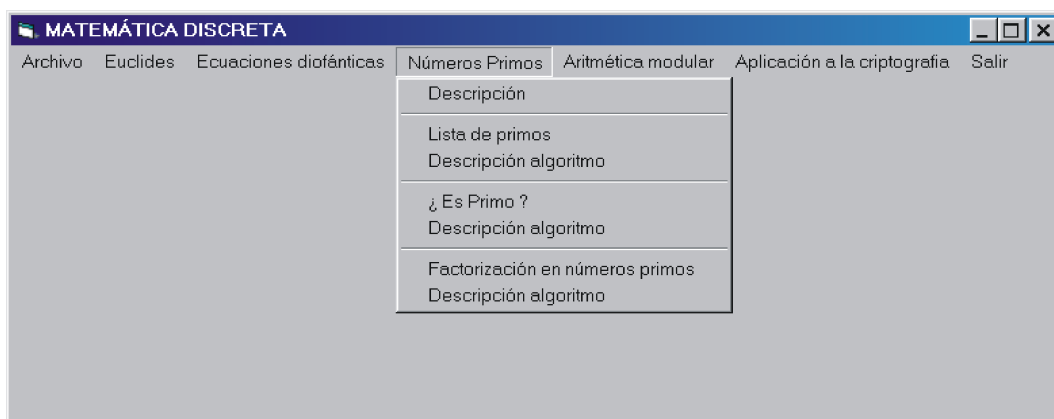 MATEMÁTICA DISCRETA
Archivo Euclides Ecuaciones diofánticas Números Primos Aritmética modular Aplicación a la criptografia Salir
Descripción
Lista de primos
Descripción algoritmo
¿ Es Primo ?
Descripción algoritmo
Factorización en números primos
Descripción algoritmo